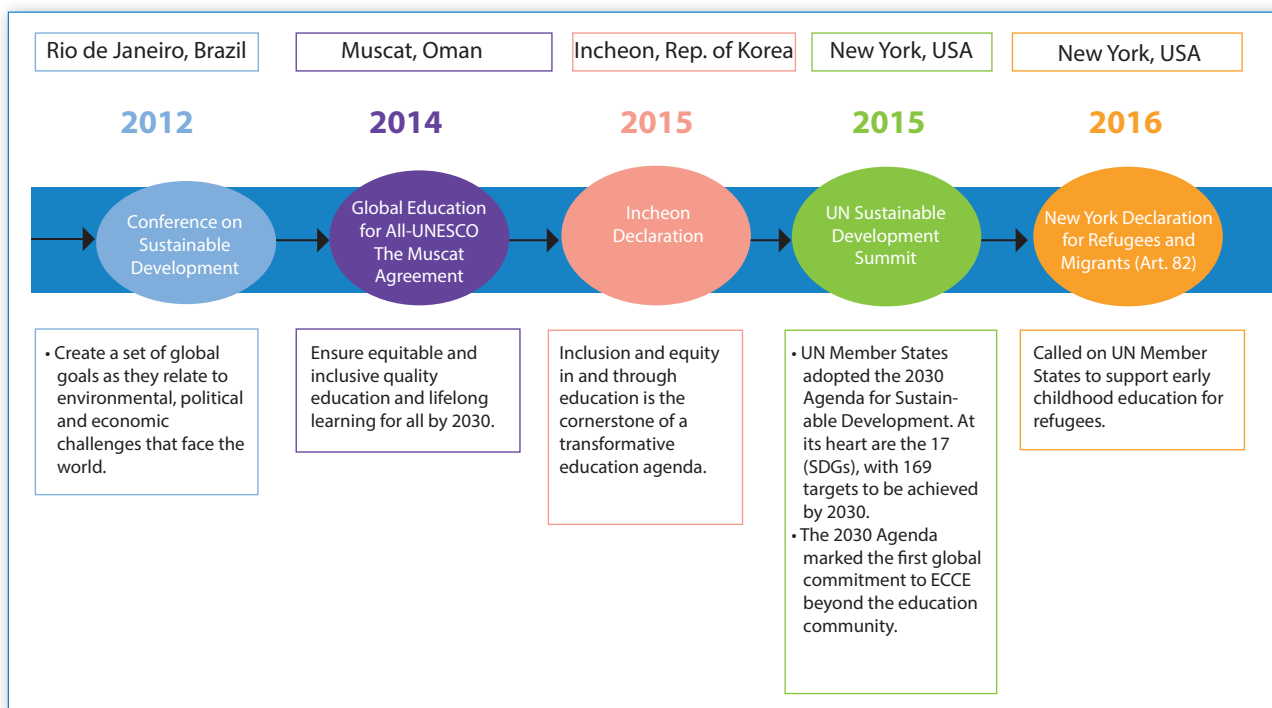 Rio de Janeiro, Brazil
Muscat, Oman
Incheon, Rep. of Korea
New York, USA
New York, USA
2012
2014
2015
2015
2016
Conference on
Sustainable
Development
Global Education
for All-UNESCO
The Muscat
Agreement
Incheon
Declaration
UN Sustainable
Development
Summit
New York Declaration
for Refugees and
Migrants (Art. 82)
• Create a set of global
goals as they relate to
environmental, political
and economic
challenges that face the
world.
Ensure equitable and
inclusive quality
education and lifelong
learning for all by 2030.
Inclusion and equity
in and through
education is the
cornerstone of a
transformative
education agenda.
• UN Member States
adopted the 2030
Agenda for Sustain-
able Development. At
its heart are the 17
(SDGs), with 169
targets to be achieved
by 2030.
• The 2030 Agenda
marked the first global
commitment to ECCE
beyond the education
community.
Called on UN Member
States to support early
childhood education for
refugees.